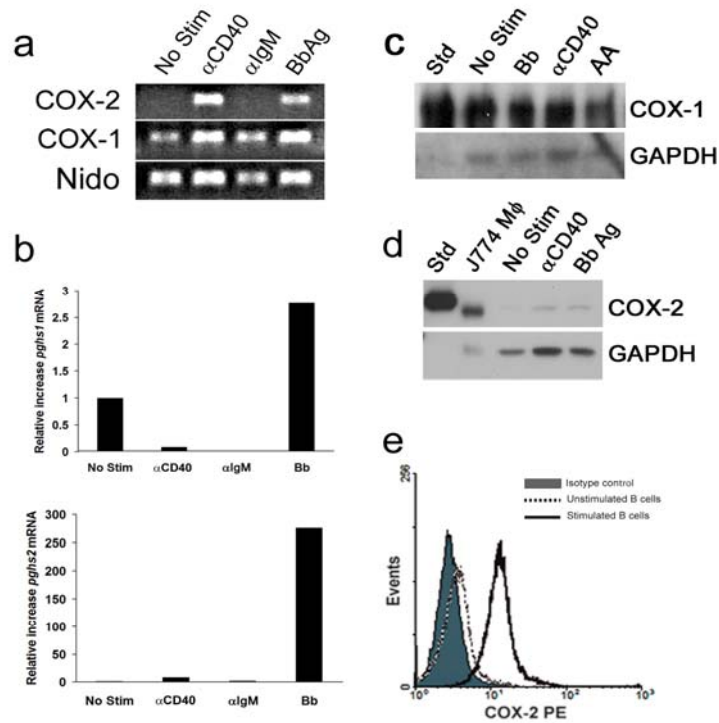 a
No Stim
αCD40
αIgM
BbAg
COX-2
COX-1
Nido
b
Relative increase pghs1 mRNA
3
2.5
2
1.5
1
0.5
0
No Stim αCD40 αIgM Bb
Relative increase pghs2 mRNA
300
250
200
150
100
50
0
No Stim αCD40 αIgM Bb
c
Std
No Stim
Bb
αCD40
AA
COX-1
GAPDH
d
Std
J774 Mϕ
No Stim
αCD40
Bb Ag
COX-2
GAPDH
e
256
Events
0
Isotype control
Unstimulated B cells
Stimulated B cells
10⁰ 10¹ 10² 10³
COX-2 PE